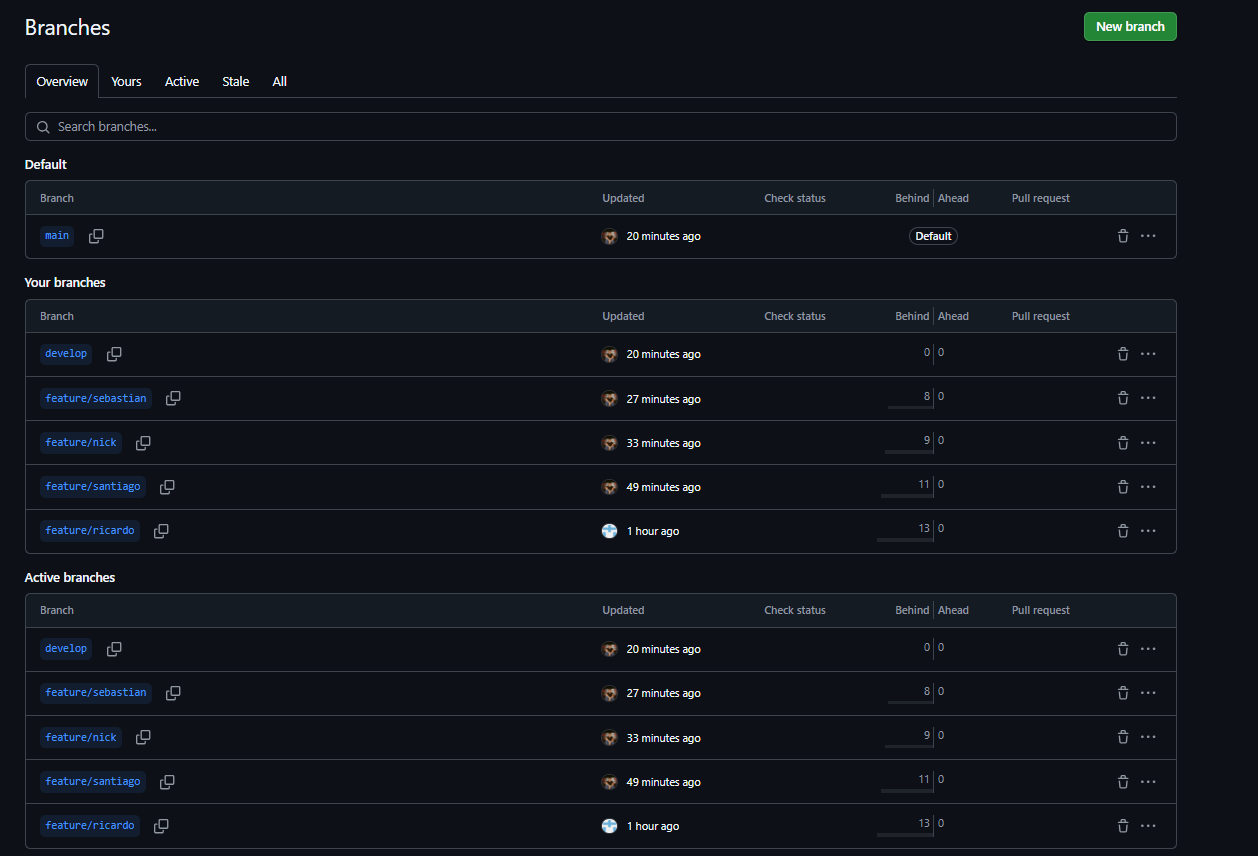 Branches
New branch
Overview Yours Active Stale All
Search branches...
Default
Branch Updated Check status Behind Ahead Pull request
main 20 minutes ago Default
Your branches
Branch Updated Check status Behind Ahead Pull request
develop 20 minutes ago 0 0
feature/sebastian 27 minutes ago 8 0
feature/nick 33 minutes ago 9 0
feature/santiago 49 minutes ago 11 0
feature/ricardo 1 hour ago 13 0
Active branches
Branch Updated Check status Behind Ahead Pull request
develop 20 minutes ago 0 0
feature/sebastian 27 minutes ago 8 0
feature/nick 33 minutes ago 9 0
feature/santiago 49 minutes ago 11 0
feature/ricardo 1 hour ago 13 0